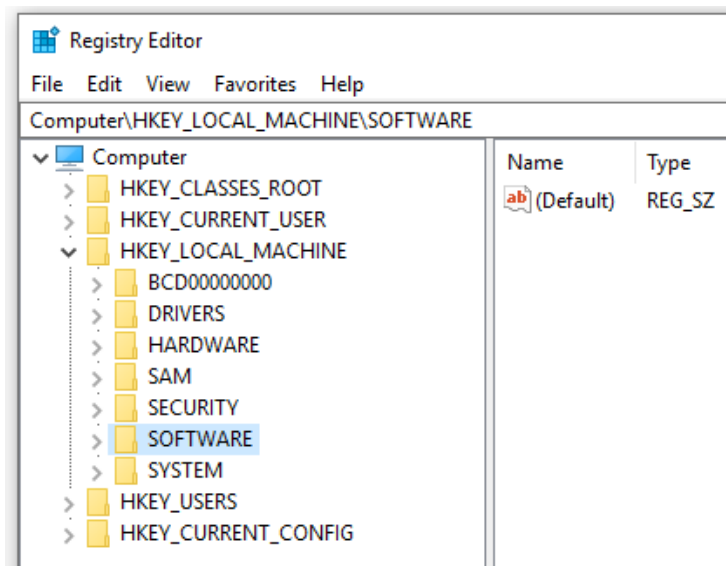 Registry Editor
File Edit View Favorites Help
Computer\HKEY_LOCAL_MACHINE\SOFTWARE
Computer
HKEY_CLASSES_ROOT
HKEY_CURRENT_USER
HKEY_LOCAL_MACHINE
BCD00000000
DRIVERS
HARDWARE
SAM
SECURITY
SOFTWARE
SYSTEM
HKEY_USERS
HKEY_CURRENT_CONFIG
Name Type
ab (Default) REG_SZ